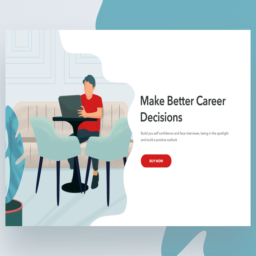 Make Better Career
Decisions
Build you self confidence and face interviews, being in the spotlight
and build a positive outlook
BUY NOW